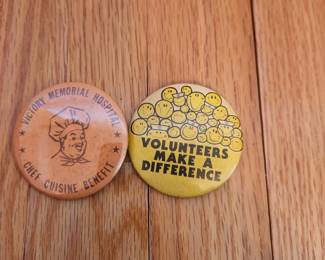 VICTORY MEMORIAL HOSPITAL
★ CHEF CUISINE BENEFIT ★
VOLUNTEERS
MAKE A
DIFFERENCE